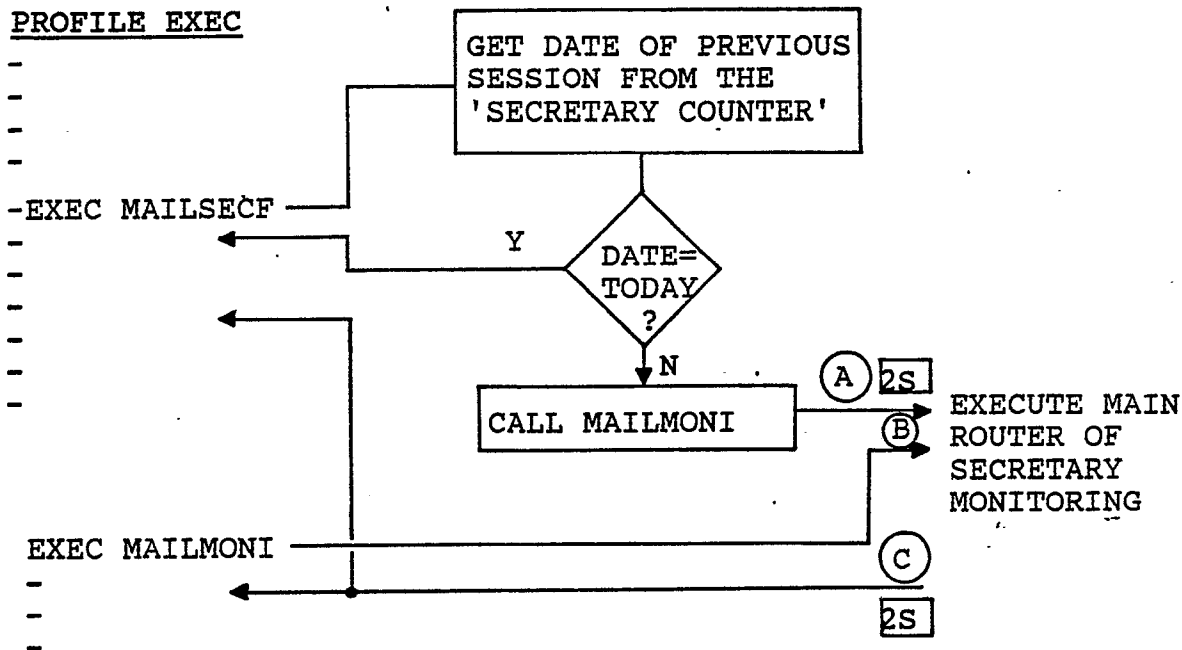 PROFILE EXEC
GET DATE OF PREVIOUS
SESSION FROM THE
'SECRETARY COUNTER'
-EXEC MAILSECF
Y
DATE=
TODAY
?
N
CALL MAILMONI
A
2S
B
EXECUTE MAIN
ROUTER OF
SECRETARY
MONITORING
EXEC MAILMONI
C
2S